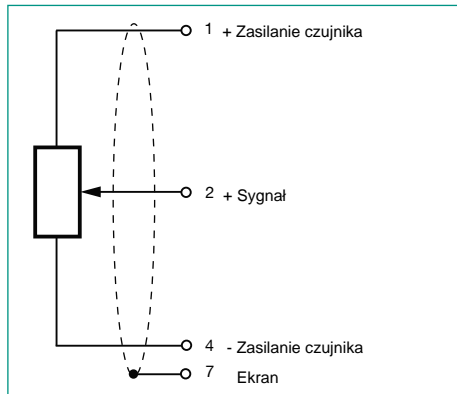 1 + Zasilanie czujnika
2 + Sygnał
4 - Zasilanie czujnika
7 Ekran